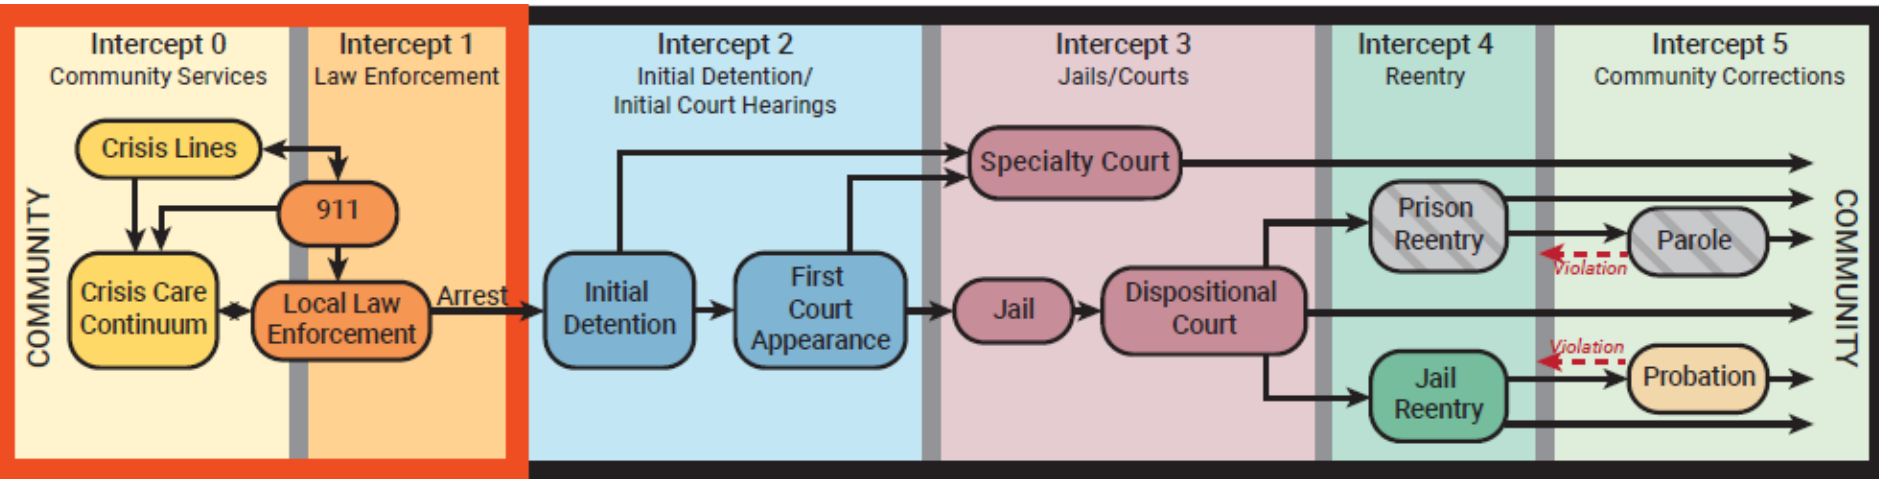 Intercept 0
Community Services
Intercept 1
Law Enforcement
Intercept 2
Initial Detention/
Initial Court Hearings
Intercept 3
Jails/Courts
Intercept 4
Reentry
Intercept 5
Community Corrections
COMMUNITY
Crisis Lines
911
Crisis Care
Continuum
Local Law
Enforcement
Arrest
Initial
Detention
First
Court
Appearance
Specialty Court
Jail
Dispositional
Court
Prison
Reentry
Violation
Parole
Jail
Reentry
Violation
Probation
COMMUNITY